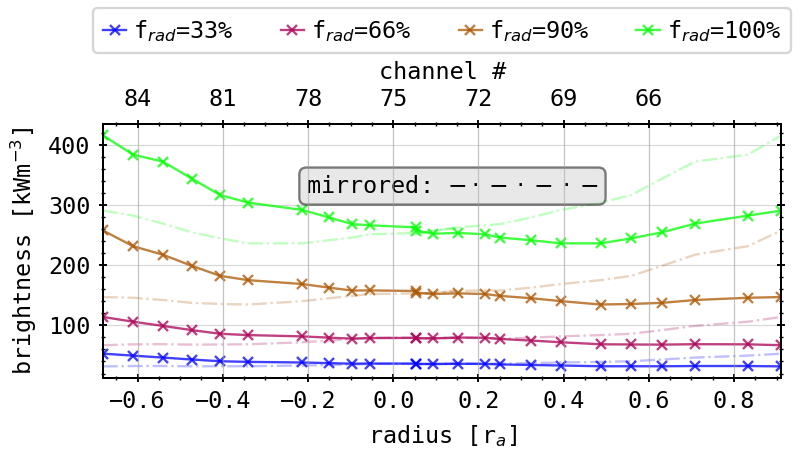 f_rad=33% f_rad=66% f_rad=90% f_rad=100%
channel #
84 81 78 75 72 69 66
mirrored: — · — · — · —
brightness [kWm⁻³]
400
300
200
100
−0.6 −0.4 −0.2 0.0 0.2 0.4 0.6 0.8
radius [r_a]